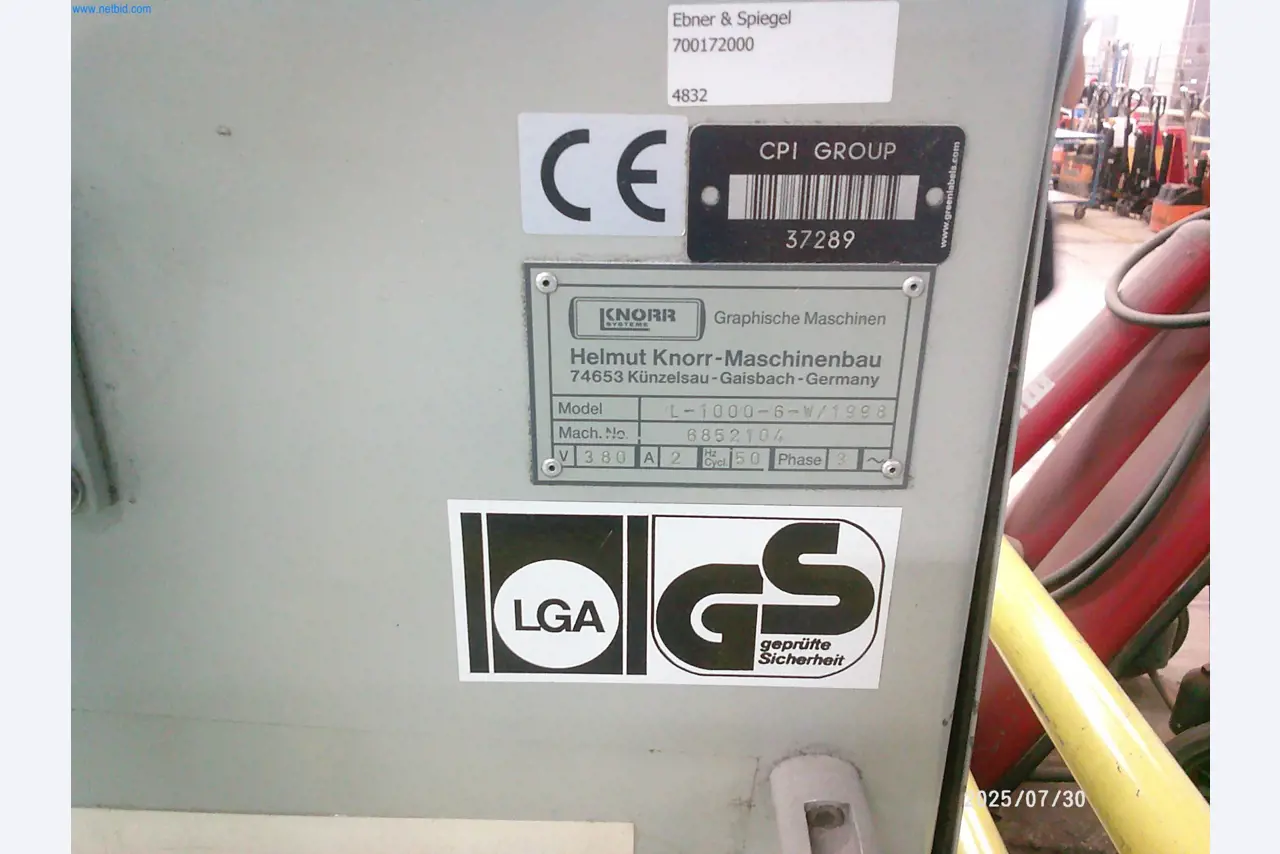 www.netbid.com
Ebner & Spiegel
700172000
4832
CE
CPI GROUP
37289
www.greenlabels.com
KNORR
SYSTEME
Graphische Maschinen
Helmut Knorr-Maschinenbau
74653 Künzelsau-Gaisbach-Germany
Model L-1000-6-W/1998
Mach. No. 6852104
V 380 A 2 Hz Cycl. 50 Phase 3 ~
LGA
GS
geprüfte
Sicherheit
2025/07/30